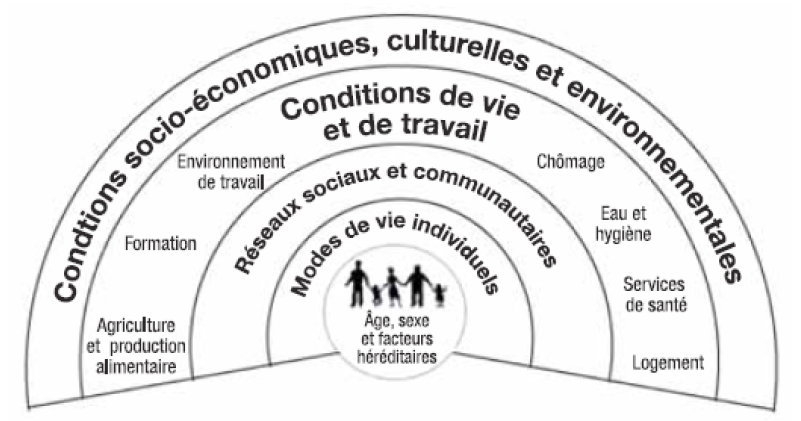 Condtions socio-économiques, culturelles et environnementales
Conditions de vie
et de travail
Environnement
de travail
Chômage
Réseaux sociaux et communautaires
Formation
Eau et
hygiène
Modes de vie individuels
Services
de santé
Agriculture
et production
alimentaire
Âge, sexe
et facteurs
héréditaires
Logement